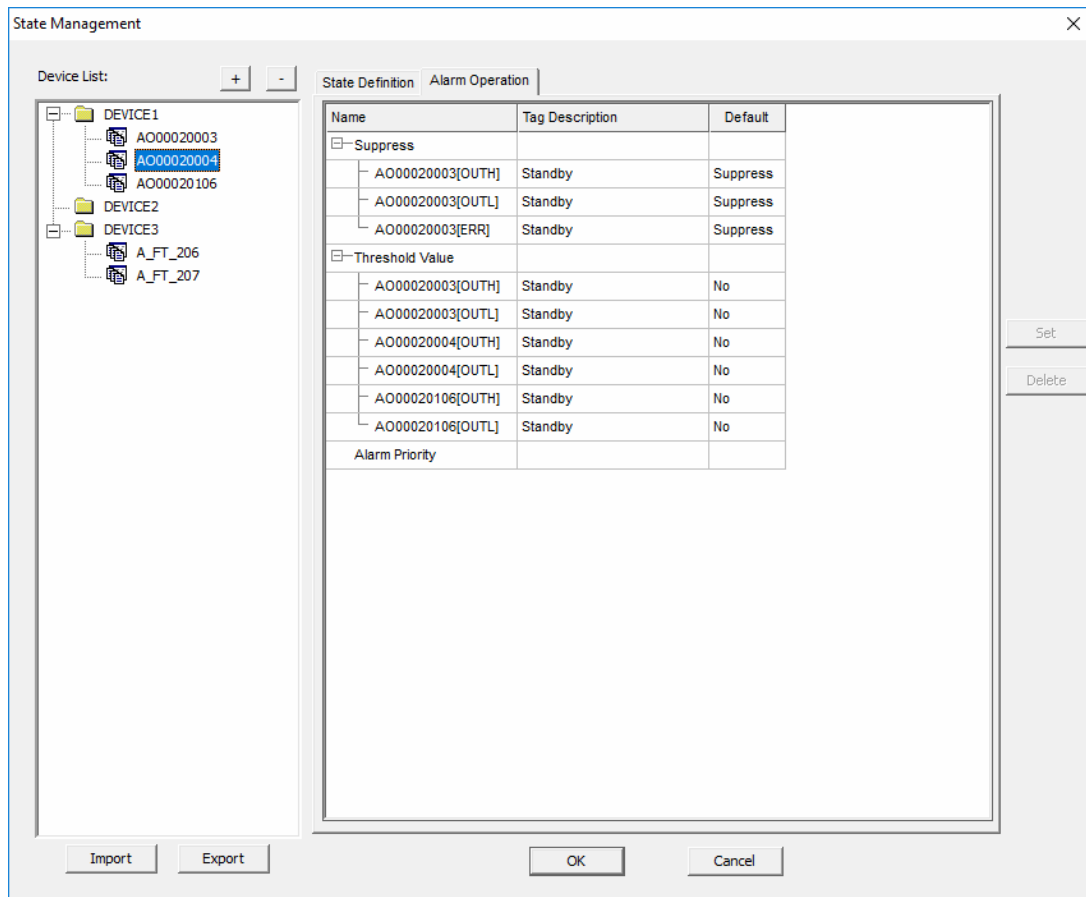 State Management
Device List:
+
-
DEVICE1
AO00020003
AO00020004
AO00020106
DEVICE2
DEVICE3
A_FT_206
A_FT_207
Import
Export
State Definition
Alarm Operation
Name Tag Description Default
Suppress
AO00020003[OUTH] Standby Suppress
AO00020003[OUTL] Standby Suppress
AO00020003[ERR] Standby Suppress
Threshold Value
AO00020003[OUTH] Standby No
AO00020003[OUTL] Standby No
AO00020004[OUTH] Standby No
AO00020004[OUTL] Standby No
AO00020106[OUTH] Standby No
AO00020106[OUTL] Standby No
Alarm Priority
Set
Delete
OK
Cancel